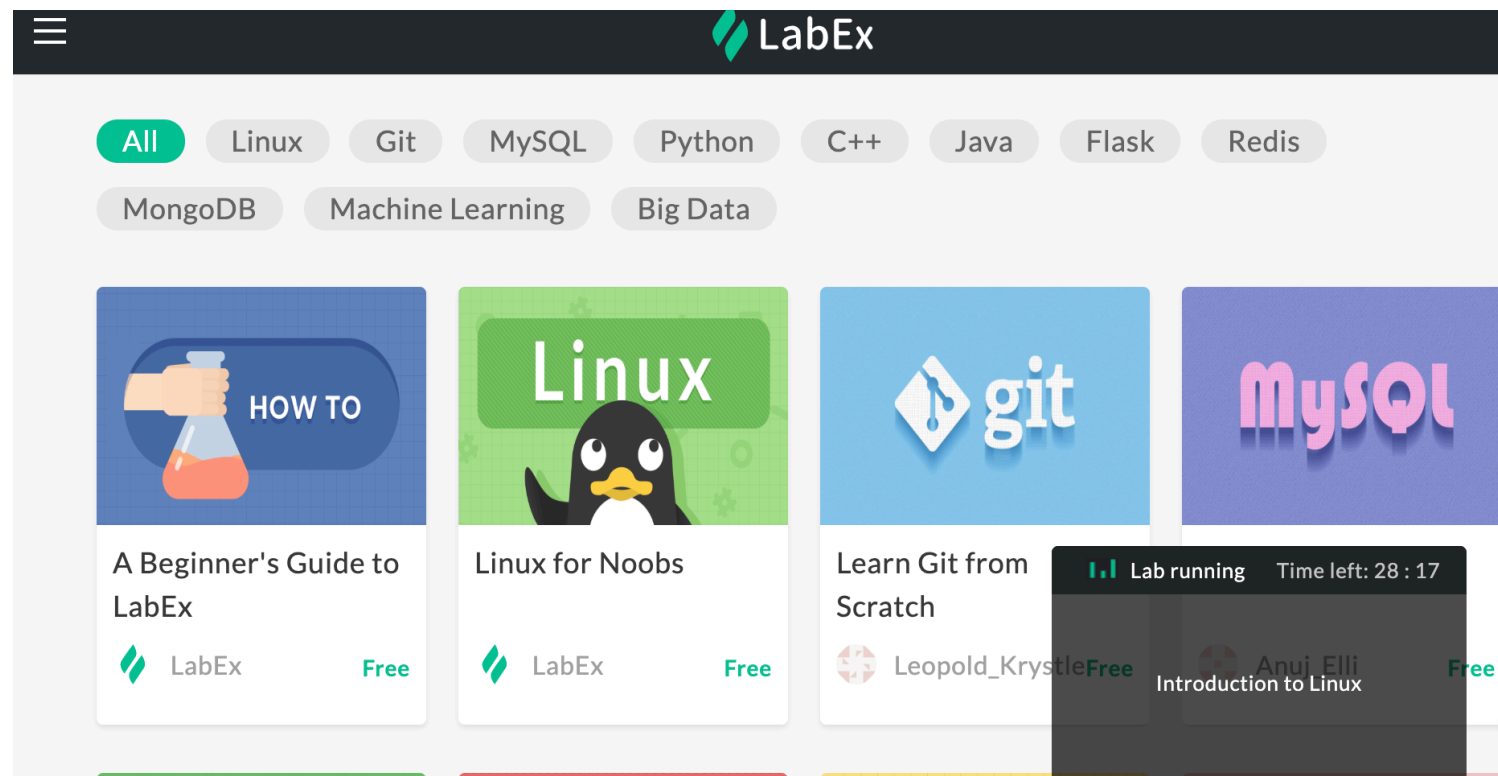 LabEx
All Linux Git MySQL Python C++ Java Flask Redis
MongoDB Machine Learning Big Data
HOW TO
Linux
git
MySQL
A Beginner's Guide to
LabEx
LabEx Free
Linux for Noobs
LabEx Free
Learn Git from
Scratch
Leopold_Krystle Free
Anuj_Elli Free
Lab running Time left: 28 : 17
Introduction to Linux